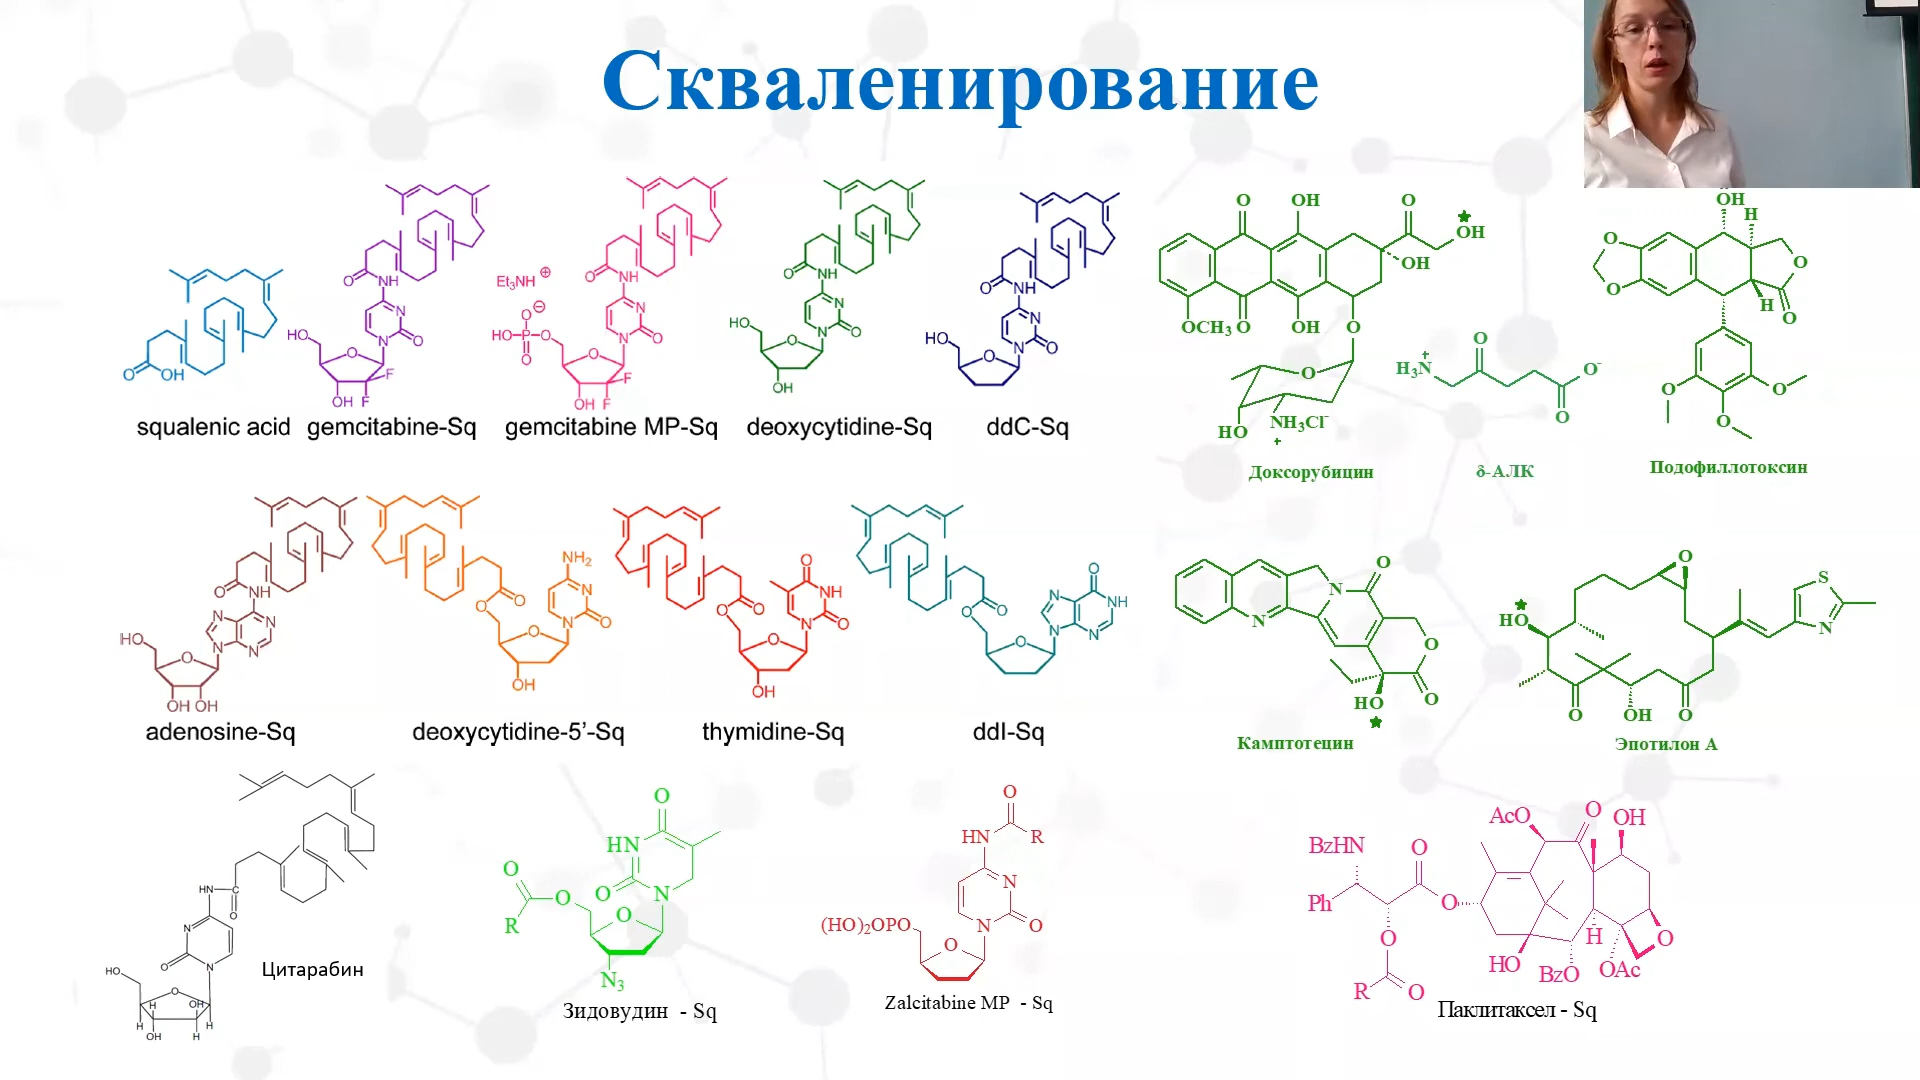 Скваленирование
squalenic acid
gemcitabine-Sq
gemcitabine MP-Sq
deoxycytidine-Sq
ddC-Sq
Доксорубицин
δ-АЛК
Подофиллотоксин
adenosine-Sq
deoxycytidine-5’-Sq
thymidine-Sq
ddI-Sq
Камптотецин
Эпотилон А
Цитарабин
Зидовудин - Sq
Zalcitabine MP - Sq
Паклитаксел - Sq